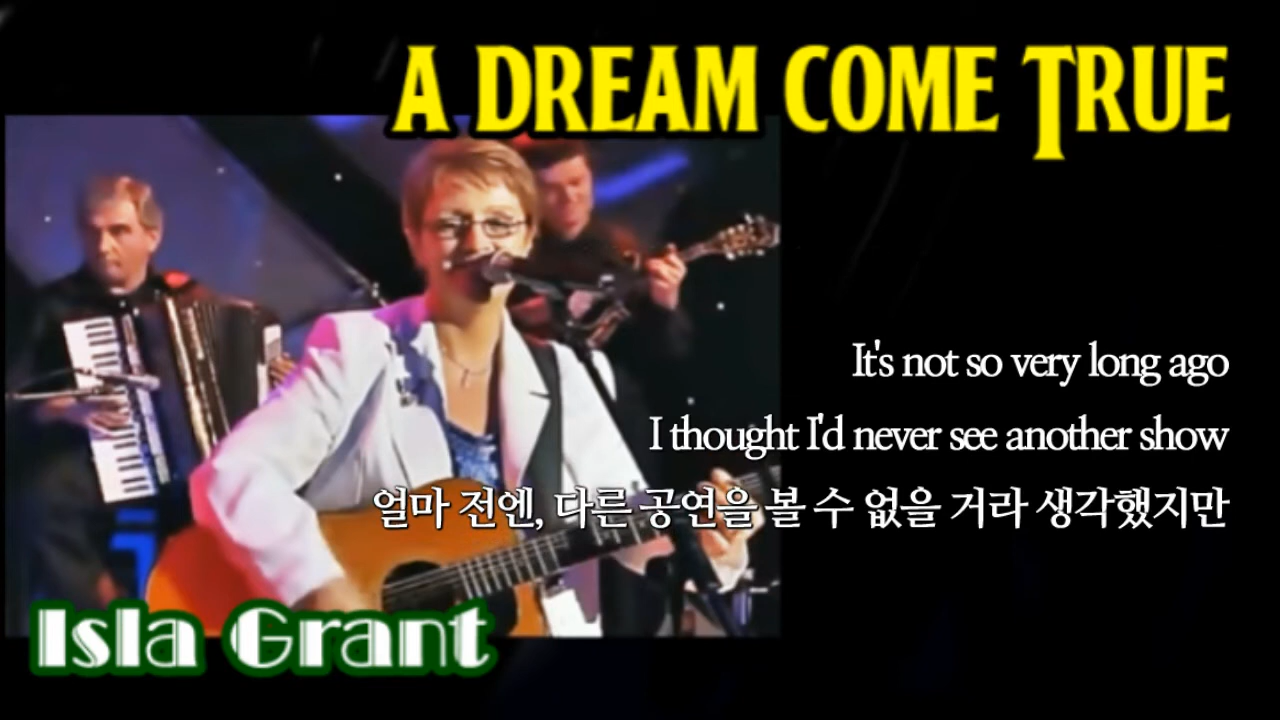 A DREAM COME TRUE
It's not so very long ago
I thought I'd never see another show
얼마 전엔, 다른 공연을 볼 수 없을 거라 생각했지만
Isla Grant